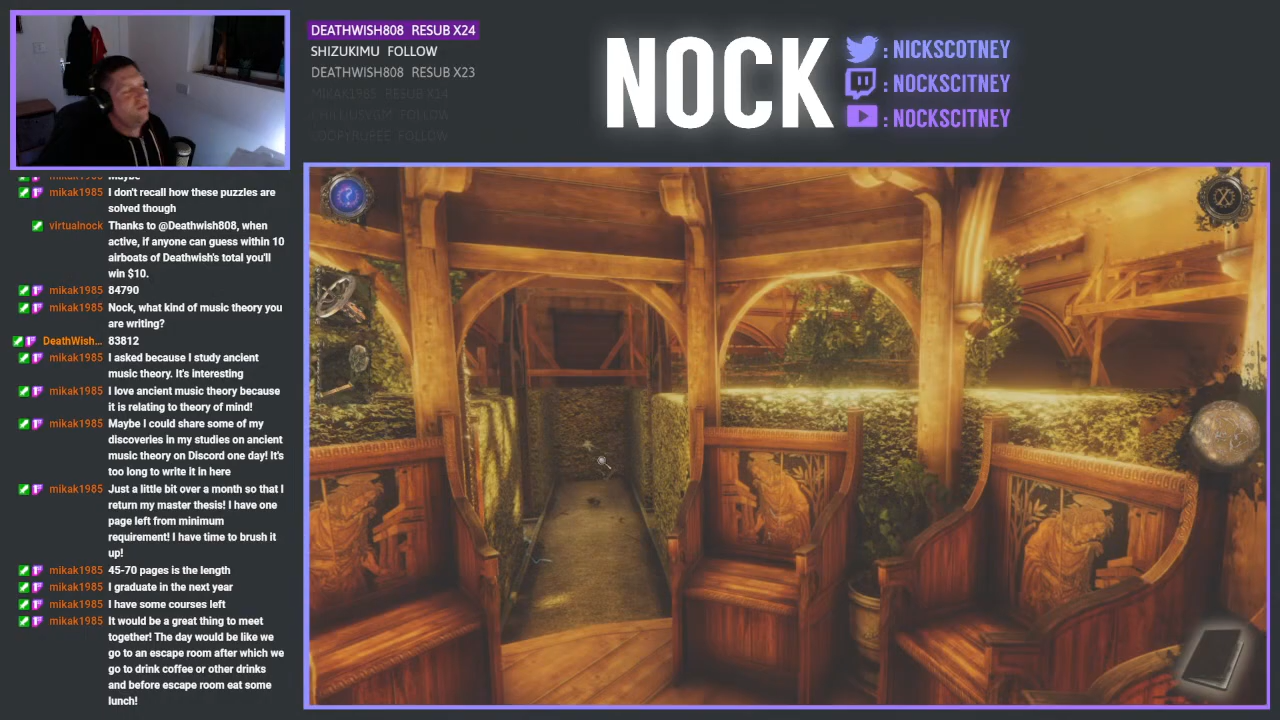 DEATHWISH808 RESUB X24
SHIZUKIMU FOLLOW
DEATHWISH808 RESUB X23
MIKAK1985 RESUB X14
NOCK
: NICKSCOTNEY
: NOCKSCITNEY
: NOCKSCITNEY
mikak1985 Maybe
mikak1985 I don't recall how these puzzles are
solved though
virtualnock Thanks to @Deathwish808, when
active, if anyone can guess within 10
airboats of Deathwish's total you'll
win $10.
mikak1985 84790
mikak1985 Nock, what kind of music theory you
are writing?
DeathWish... 83812
mikak1985 I asked because I study ancient
music theory. It's interesting
mikak1985 I love ancient music theory because
it is relating to theory of mind!
mikak1985 Maybe I could share some of my
discoveries in my studies on ancient
music theory on Discord one day! It's
too long to write it in here
mikak1985 Just a little bit over a month so that I
return my master thesis! I have one
page left from minimum
requirement! I have time to brush it
up!
mikak1985 45-70 pages is the length
mikak1985 I graduate in the next year
mikak1985 I have some courses left
mikak1985 It would be a great thing to meet
together! The day would be like we
go to an escape room after which we
go to drink coffee or other drinks
and before escape room eat some
lunch!